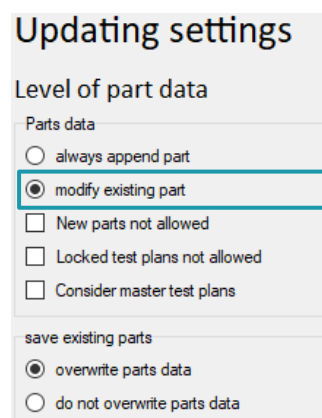 Updating settings
Level of part data
Parts data
always append part
modify existing part
New parts not allowed
Locked test plans not allowed
Consider master test plans
save existing parts
overwrite parts data
do not overwrite parts data